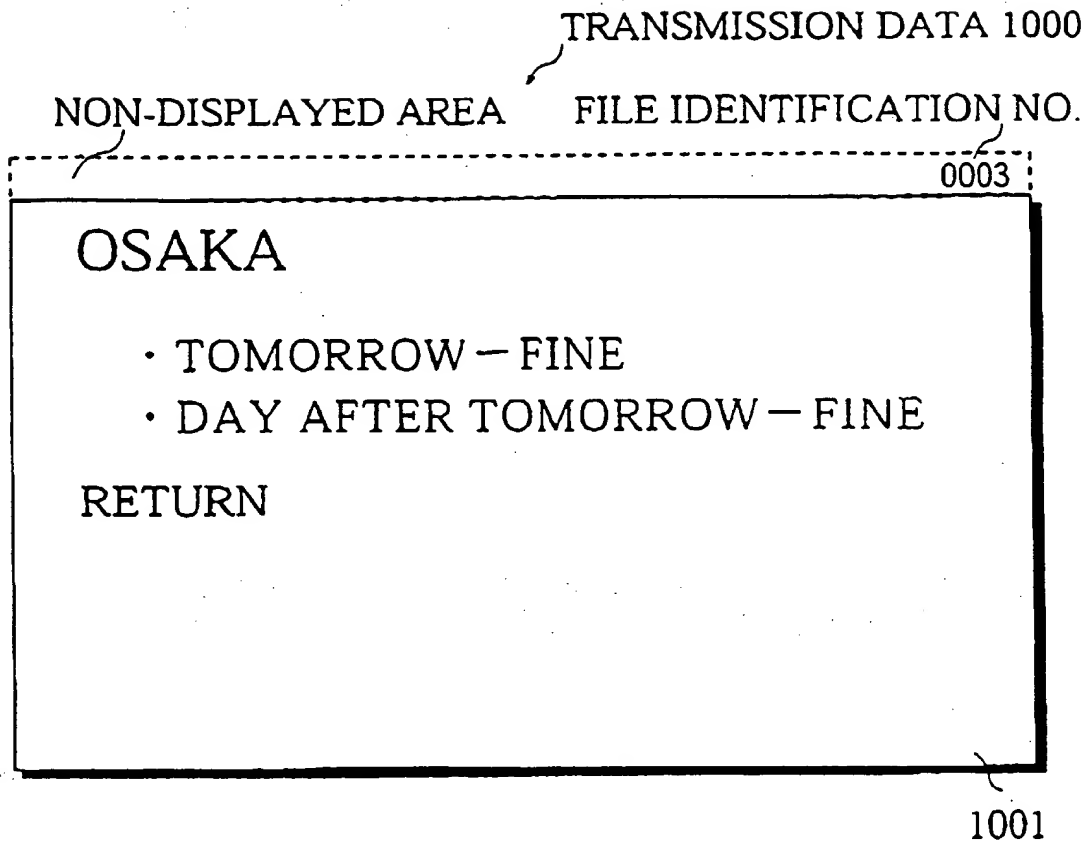 TRANSMISSION DATA 1000
NON-DISPLAYED AREA FILE IDENTIFICATION NO.
0003
OSAKA
· TOMORROW — FINE
· DAY AFTER TOMORROW — FINE
RETURN
1001